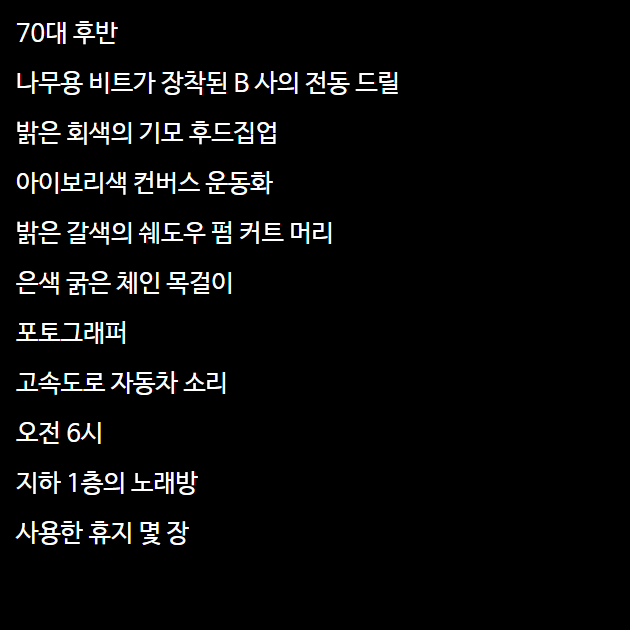 70대 후반
나무용 비트가 장착된 B 사의 전동 드릴
밝은 회색의 기모 후드집업
아이보리색 컨버스 운동화
밝은 갈색의 쉐도우 펌 커트 머리
은색 굵은 체인 목걸이
포토그래퍼
고속도로 자동차 소리
오전 6시
지하 1층의 노래방
사용한 휴지 몇 장